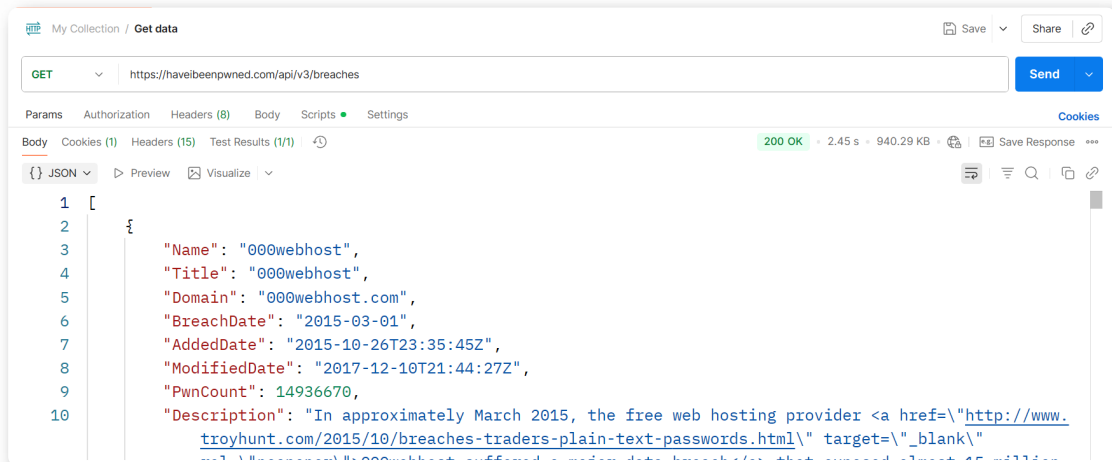 HTTP My Collection / Get data Save Share
GET https://haveibeenpwned.com/api/v3/breaches Send
Params Authorization Headers (8) Body Scripts Settings Cookies
Body Cookies (1) Headers (15) Test Results (1/1) 200 OK 2.45 s 940.29 KB e.g. Save Response
{} JSON Preview Visualize
1 [
2 {
3 "Name": "000webhost",
4 "Title": "000webhost",
5 "Domain": "000webhost.com",
6 "BreachDate": "2015-03-01",
7 "AddedDate": "2015-10-26T23:35:45Z",
8 "ModifiedDate": "2017-12-10T21:44:27Z",
9 "PwnCount": 14936670,
10 "Description": "In approximately March 2015, the free web hosting provider <a href=\"http://www.
troyhunt.com/2015/10/breaches-traders-plain-text-passwords.html\" target=\"_blank\"